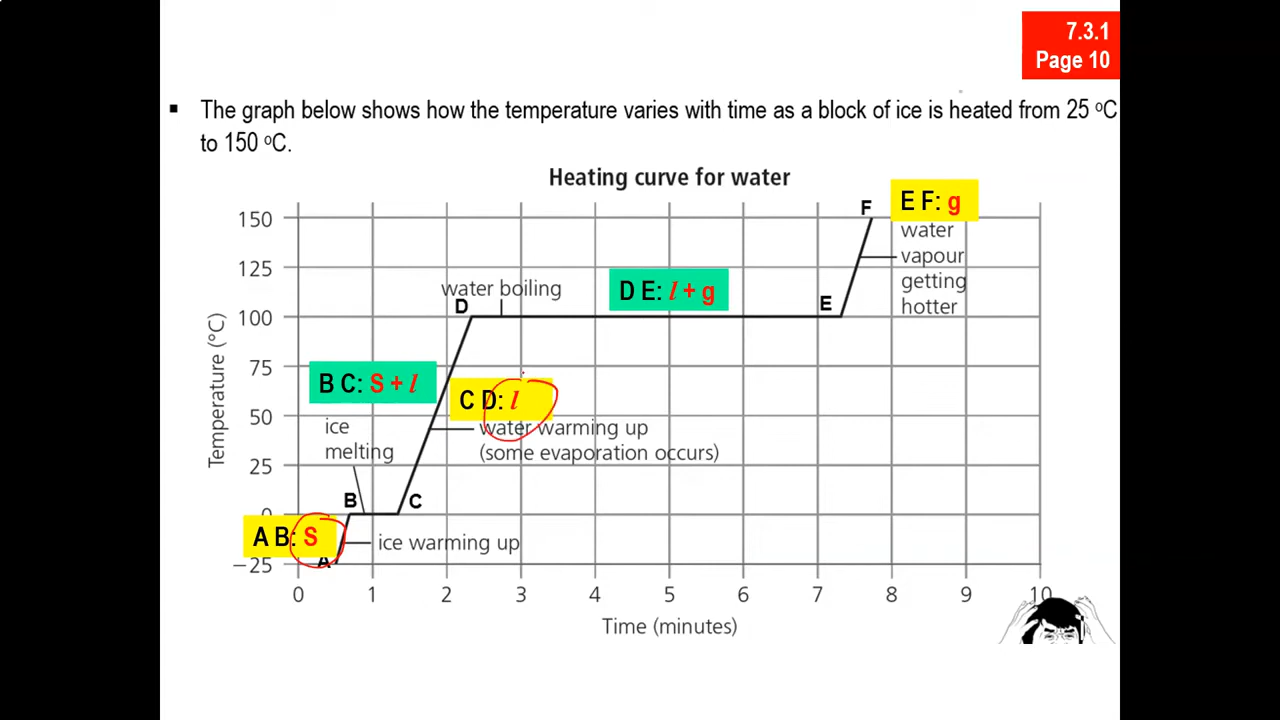 7.3.1
Page 10
▪ The graph below shows how the temperature varies with time as a block of ice is heated from 25 ºC
to 150 ºC.
Heating curve for water
F
E F: g
water
vapour
getting
hotter
150
125
100
75
50
25
0
−25
Temperature (°C)
water boiling
D
D E: l + g
E
B C: S + l
C D: l
ice
melting
water warming up
(some evaporation occurs)
B
C
A B: S
A
ice warming up
0 1 2 3 4 5 6 7 8 9 10
Time (minutes)